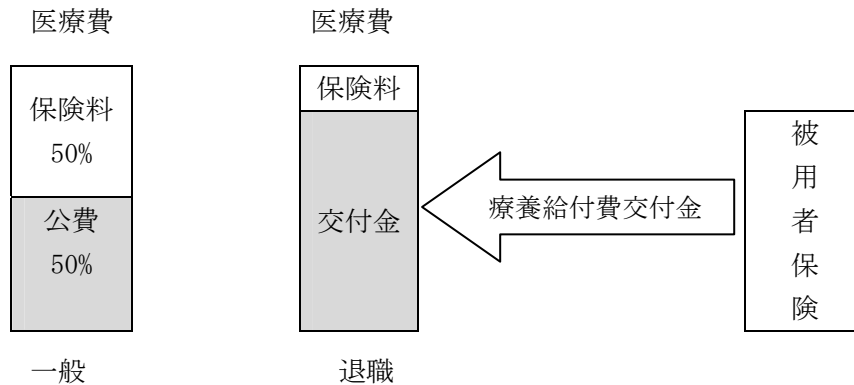 医療費
医療費
保険料
50%
公費
50%
保険料
交付金
療養給付費交付金
被用者保険
一般
退職